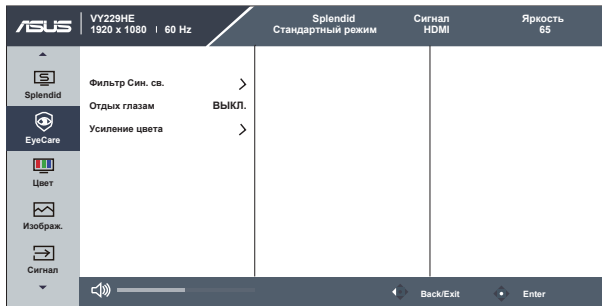 ASUS
VY229HE
1920 x 1080 | 60 Hz
Splendid
Стандартный режим
Сигнал
HDMI
Яркость
65
Splendid
EyeCare
Цвет
Изображ.
Сигнал
Фильтр Син. св.
Отдых глазам ВЫКЛ.
Усиление цвета
Back/Exit
Enter